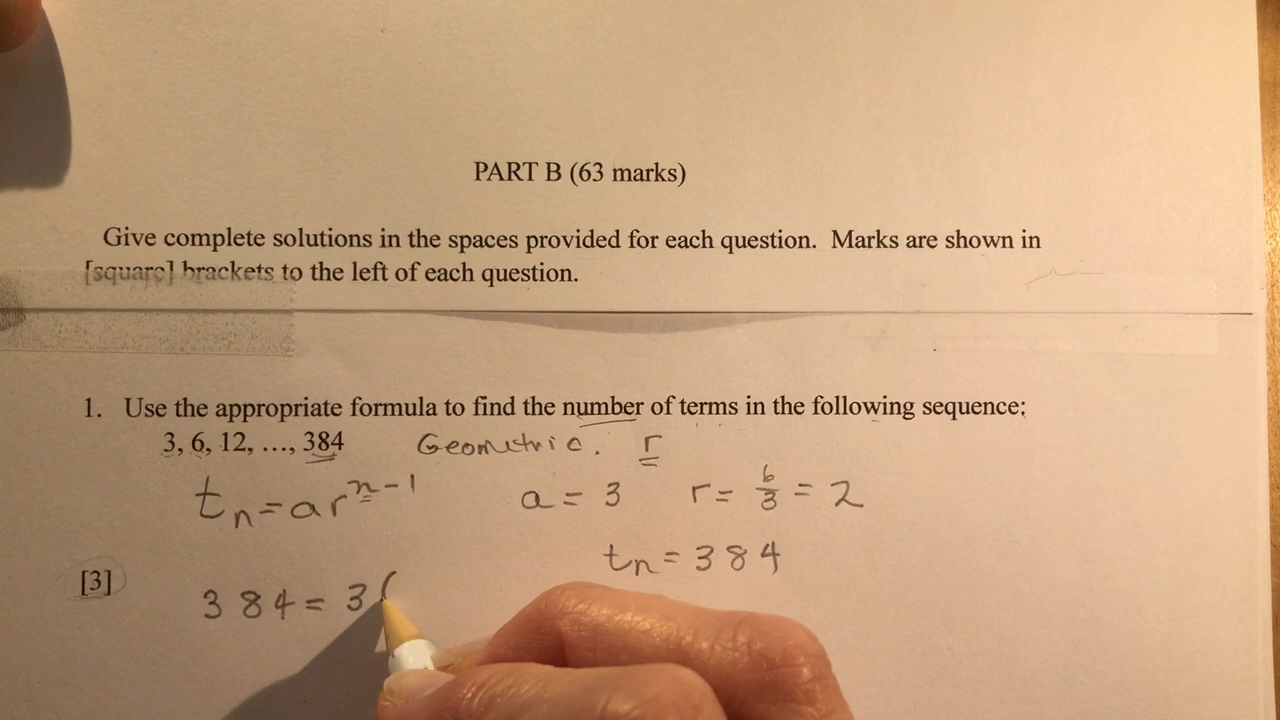 PART B (63 marks)
Give complete solutions in the spaces provided for each question. Marks are shown in
[square] brackets to the left of each question.
1. Use the appropriate formula to find the number of terms in the following sequence:
3, 6, 12, ..., 384 Geometric. r
tₙ = arⁿ⁻¹ a = 3 r = 6/3 = 2
tₙ = 384
[3]
384 = 3(